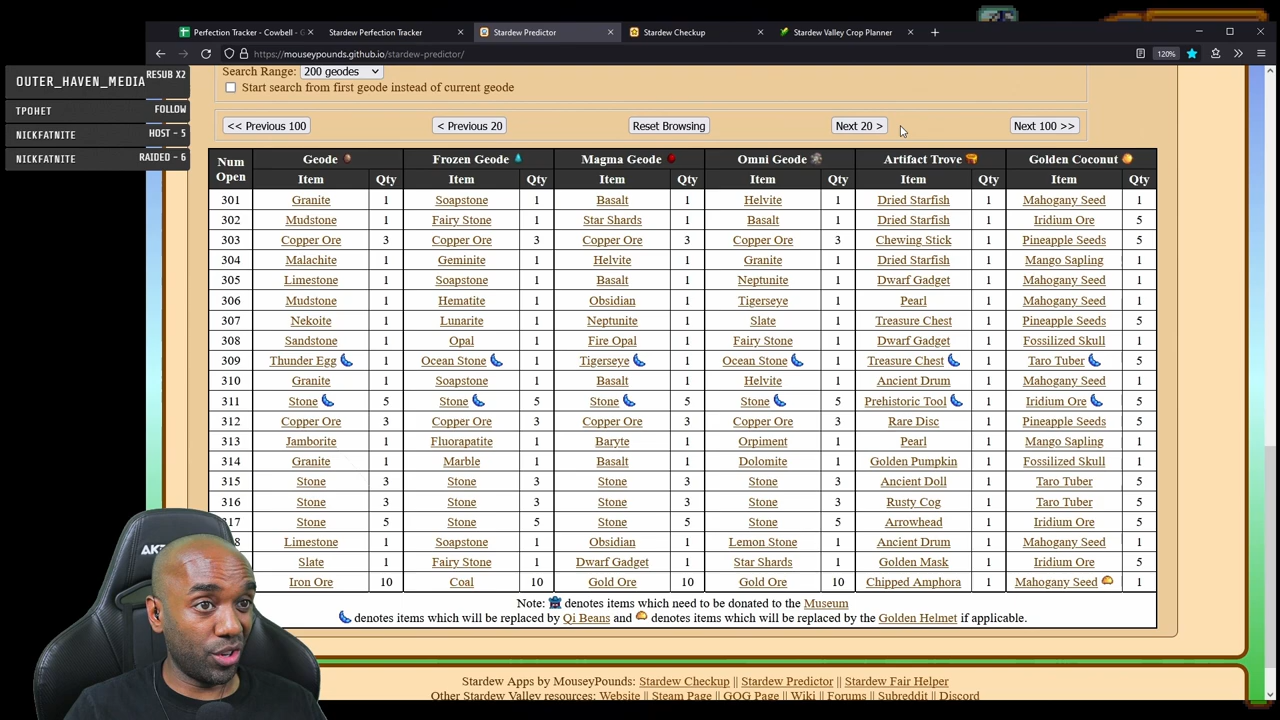 Perfection Tracker - Cowbell - G
Stardew Perfection Tracker
Stardew Predictor
Stardew Checkup
Stardew Valley Crop Planner
https://mouseypounds.github.io/stardew-predictor/
120%
OUTER_HAVEN_MEDIA RESUB X2
TPOHET FOLLOW
NICKFATNITE HOST - 5
NICKFATNITE RAIDED - 6
Search Range: 200 geodes
Start search from first geode instead of current geode
<< Previous 100 < Previous 20 Reset Browsing Next 20 > Next 100 >>
Num Open Geode Frozen Geode Magma Geode Omni Geode Artifact Trove Golden Coconut
Item Qty Item Qty Item Qty Item Qty Item Qty Item Qty
301 Granite 1 Soapstone 1 Basalt 1 Helvite 1 Dried Starfish 1 Mahogany Seed 1
302 Mudstone 1 Fairy Stone 1 Star Shards 1 Basalt 1 Dried Starfish 1 Iridium Ore 5
303 Copper Ore 3 Copper Ore 3 Copper Ore 3 Copper Ore 3 Chewing Stick 1 Pineapple Seeds 5
304 Malachite 1 Geminite 1 Helvite 1 Granite 1 Dried Starfish 1 Mango Sapling 1
305 Limestone 1 Soapstone 1 Basalt 1 Neptunite 1 Dwarf Gadget 1 Mahogany Seed 1
306 Mudstone 1 Hematite 1 Obsidian 1 Tigerseye 1 Pearl 1 Mahogany Seed 1
307 Nekoite 1 Lunarite 1 Neptunite 1 Slate 1 Treasure Chest 1 Pineapple Seeds 5
308 Sandstone 1 Opal 1 Fire Opal 1 Fairy Stone 1 Dwarf Gadget 1 Fossilized Skull 1
309 Thunder Egg 1 Ocean Stone 1 Tigerseye 1 Ocean Stone 1 Treasure Chest 1 Taro Tuber 5
310 Granite 1 Soapstone 1 Basalt 1 Helvite 1 Ancient Drum 1 Mahogany Seed 1
311 Stone 5 Stone 5 Stone 5 Stone 5 Prehistoric Tool 1 Iridium Ore 5
312 Copper Ore 3 Copper Ore 3 Copper Ore 3 Copper Ore 3 Rare Disc 1 Pineapple Seeds 5
313 Jamborite 1 Fluorapatite 1 Baryte 1 Orpiment 1 Pearl 1 Mango Sapling 1
314 Granite 1 Marble 1 Basalt 1 Dolomite 1 Golden Pumpkin 1 Fossilized Skull 1
315 Stone 3 Stone 3 Stone 3 Stone 3 Ancient Doll 1 Taro Tuber 5
316 Stone 3 Stone 3 Stone 3 Stone 3 Rusty Cog 1 Taro Tuber 5
317 Stone 5 Stone 5 Stone 5 Stone 5 Arrowhead 1 Iridium Ore 5
8 Limestone 1 Soapstone 1 Obsidian 1 Lemon Stone 1 Ancient Drum 1 Mahogany Seed 1
Slate 1 Fairy Stone 1 Dwarf Gadget 1 Star Shards 1 Golden Mask 1 Iridium Ore 5
Iron Ore 10 Coal 10 Gold Ore 10 Gold Ore 10 Chipped Amphora 1 Mahogany Seed 1
Note: denotes items which need to be donated to the Museum
denotes items which will be replaced by Qi Beans and denotes items which will be replaced by the Golden Helmet if applicable.
Stardew Apps by MouseyPounds: Stardew Checkup || Stardew Predictor || Stardew Fair Helper
Other Stardew Valley resources: Website || Steam Page || GOG Page || Wiki || Forums || Subreddit || Discord